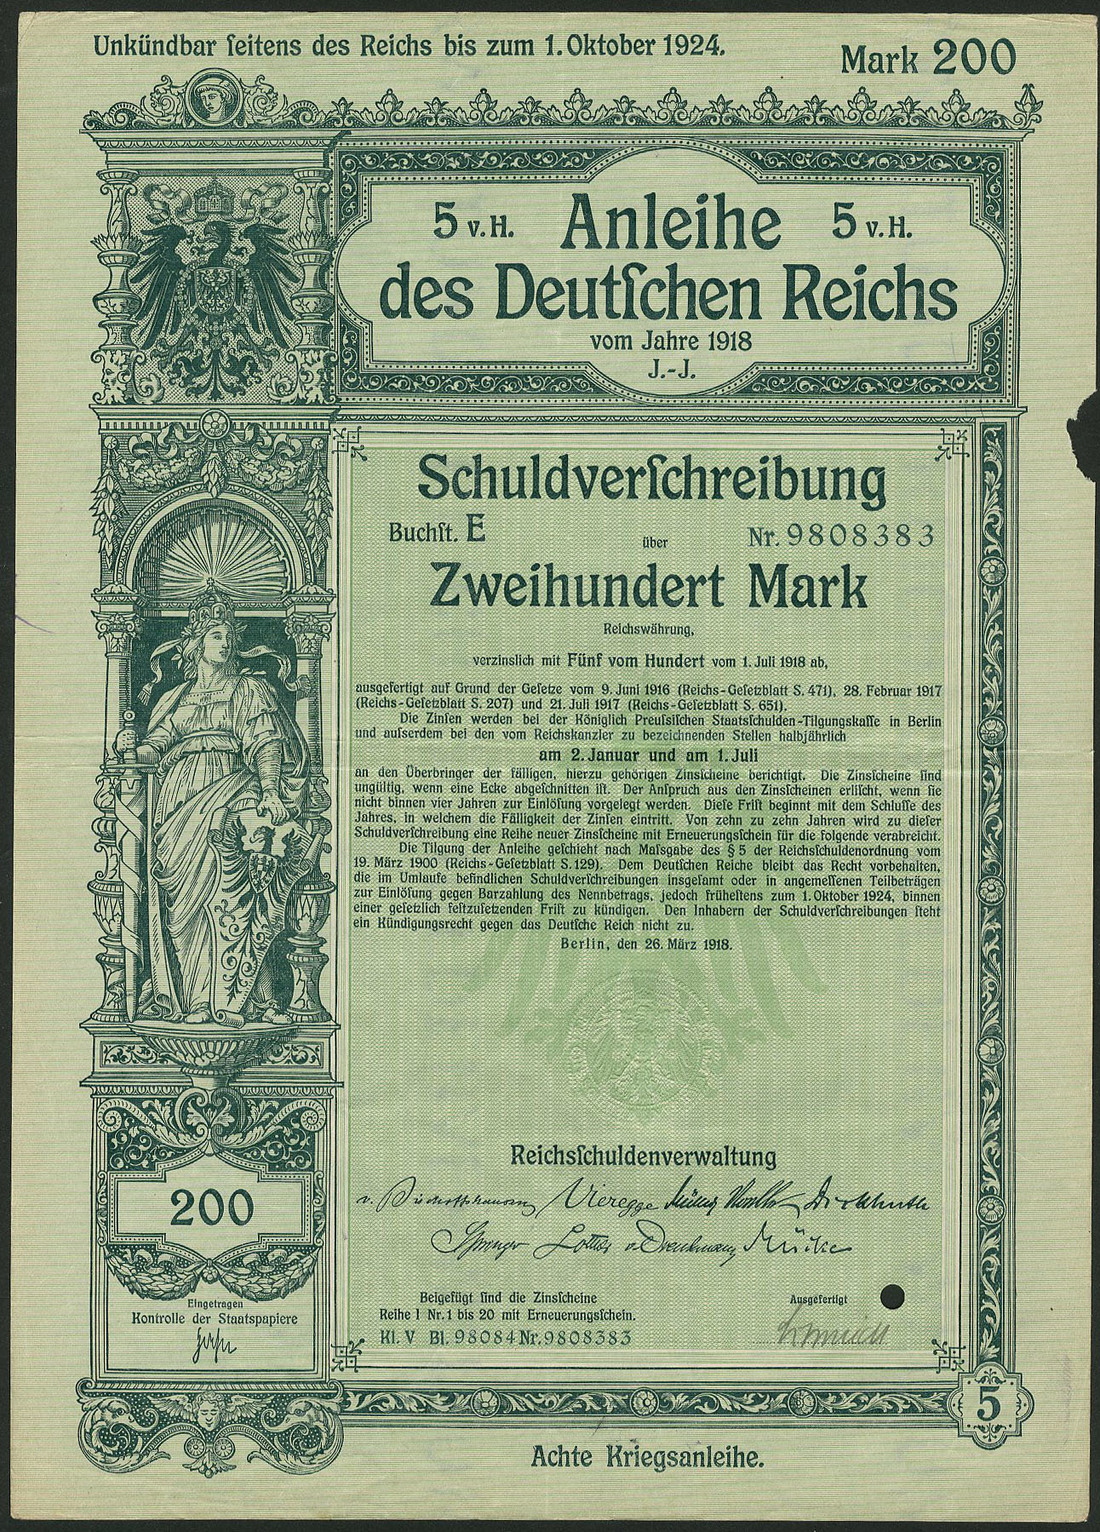 Unkündbar ſeitens des Reichs bis zum 1. Oktober 1924.
Mark 200
5 v. H. Anleihe 5 v. H.
des Deutſchen Reichs
vom Jahre 1918
J.-J.
Schuldverſchreibung
Buchſt. E
über
Nr. 9808383
Zweihundert Mark
Reichswährung,
verzinslich mit Fünf vom Hundert vom 1. Juli 1918 ab,
ausgefertigt auf Grund der Geſetze vom 9. Juni 1916 (Reichs-Geſetzblatt S. 471), 28. Februar 1917
(Reichs-Geſetzblatt S. 207) und 21. Juli 1917 (Reichs-Geſetzblatt S. 651).
Die Zinſen werden bei der Königlich Preuſsiſchen Staatsſchulden-Tilgungskaſſe in Berlin
und auſserdem bei den vom Reichskanzler zu bezeichnenden Stellen halbjährlich
am 2. Januar und am 1. Juli
an den Überbringer der fälligen, hierzu gehörigen Zinsſcheine berichtigt. Die Zinsſcheine ſind
ungültig, wenn eine Ecke abgeſchnitten iſt. Der Anſpruch aus den Zinsſcheinen erliſcht, wenn ſie
nicht binnen vier Jahren zur Einlöſung vorgelegt werden. Dieſe Friſt beginnt mit dem Schluſſe des
Jahres, in welchem die Fälligkeit der Zinſen eintritt. Von zehn zu zehn Jahren wird zu dieſer
Schuldverſchreibung eine Reihe neuer Zinsſcheine mit Erneuerungsſchein für die folgende verabreicht.
Die Tilgung der Anleihe geſchieht nach Maſsgabe des § 5 der Reichsſchuldenordnung vom
19. März 1900 (Reichs-Geſetzblatt S. 129). Dem Deutſchen Reiche bleibt das Recht vorbehalten,
die im Umlaufe befindlichen Schuldverſchreibungen insgeſamt oder in angemeſſenen Teilbeträgen
zur Einlöſung gegen Barzahlung des Nennbetrags, jedoch früheſtens zum 1. Oktober 1924, binnen
einer geſetzlich feſtzuſetzenden Friſt zu kündigen. Den Inhabern der Schuldverſchreibungen ſteht
ein Kündigungsrecht gegen das Deutſche Reich nicht zu.
Berlin, den 26. März 1918.
Reichsſchuldenverwaltung
v. Vieregge Müller Dickhuth
Springer Lottner Mücke
200
Eingetragen
Kontrolle der Staatspapiere
Beigefügt ſind die Zinsſcheine
Reihe I Nr. 1 bis 20 mit Erneuerungsſchein.
Kl. V Bl. 98084 Nr. 9808383
Ausgefertigt
Schmidt
5
Achte Kriegsanleihe.